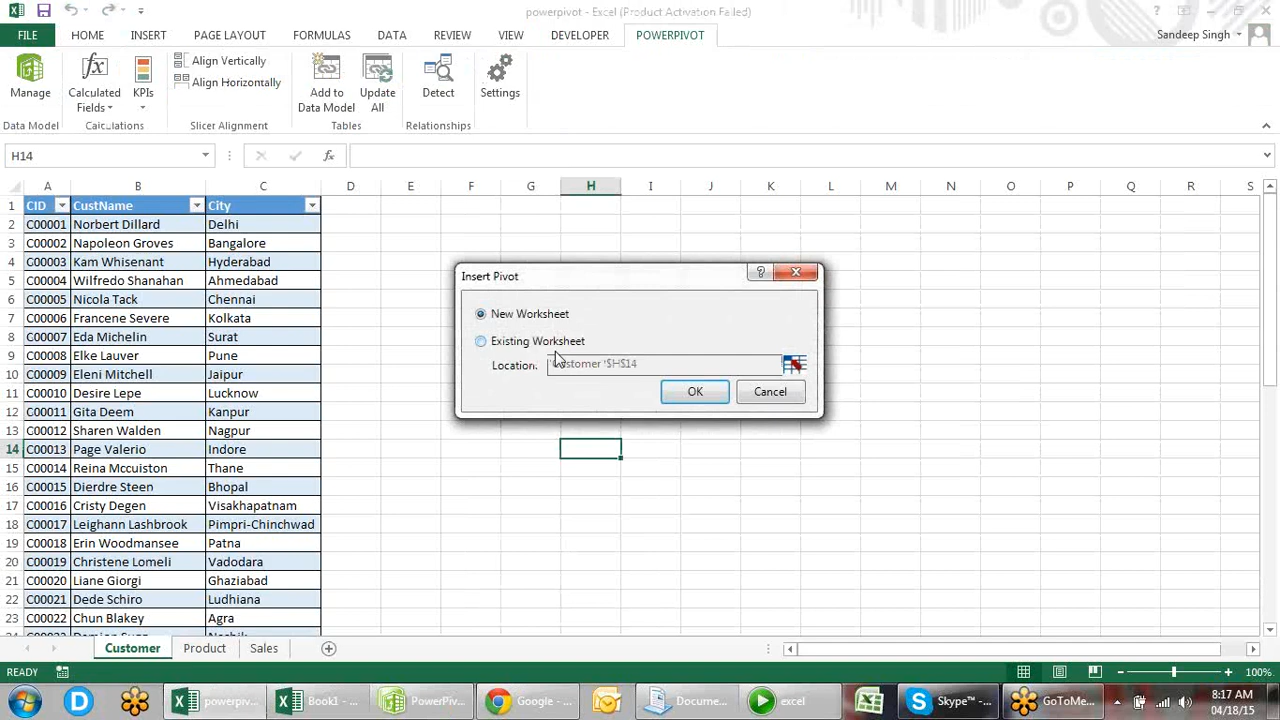 powerpivot - Excel (Product Activation Failed)
FILE HOME INSERT PAGE LAYOUT FORMULAS DATA REVIEW VIEW DEVELOPER POWERPIVOT Sandeep Singh
Manage Calculated Fields KPIs Align Vertically Align Horizontally Add to Data Model Update All Detect Settings
Data Model Calculations Slicer Alignment Tables Relationships
H14 fx
A B C D E F G H I J K L M N O P Q R S
1 CID CustName City
2 C00001 Norbert Dillard Delhi
3 C00002 Napoleon Groves Bangalore
4 C00003 Kam Whisenant Hyderabad
5 C00004 Wilfredo Shanahan Ahmedabad
6 C00005 Nicola Tack Chennai
7 C00006 Francene Severe Kolkata
8 C00007 Eda Michelin Surat
9 C00008 Elke Lauver Pune
10 C00009 Eleni Mitchell Jaipur
11 C00010 Desire Lepe Lucknow
12 C00011 Gita Deem Kanpur
13 C00012 Sharen Walden Nagpur
14 C00013 Page Valerio Indore
15 C00014 Reina Mccuiston Thane
16 C00015 Dierdre Steen Bhopal
17 C00016 Cristy Degen Visakhapatnam
18 C00017 Leighann Lashbrook Pimpri-Chinchwad
19 C00018 Erin Woodmansee Patna
20 C00019 Christene Lomeli Vadodara
21 C00020 Liane Giorgi Ghaziabad
22 C00021 Dede Schiro Ludhiana
23 C00022 Chun Blakey Agra
Insert Pivot
New Worksheet
Existing Worksheet
Location: 'Customer '$H$14
OK Cancel
Customer Product Sales
READY 100%
powerpiv... Book1 - ... PowerPiv... Google - ... Docume... excel Skype™ -... GoToMe... 8:17 AM
04/18/15